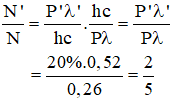 N'/N = P'λ'/hc . hc/Pλ = P'λ'/Pλ
= 20%.0,52/0,26 = 2/5